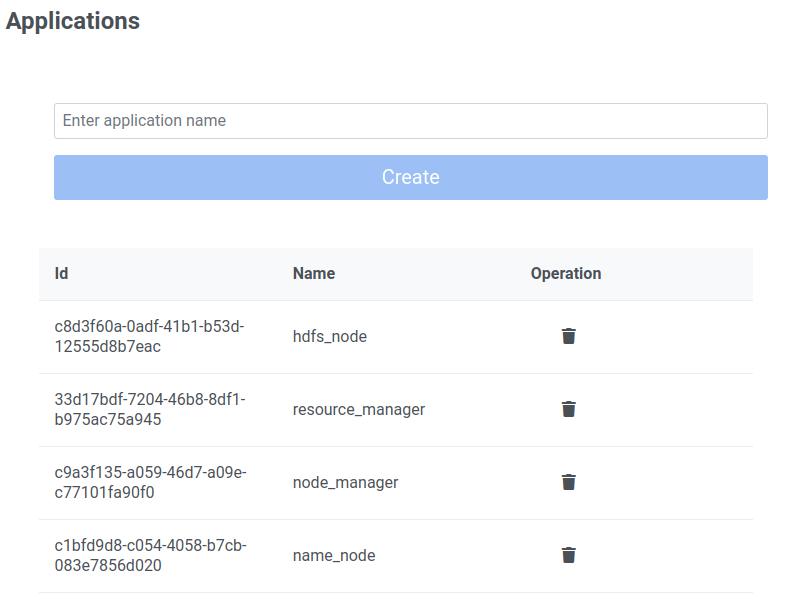 Applications
Enter application name
Create
Id Name Operation
c8d3f60a-0adf-41b1-b53d-
12555d8b7eac
hdfs_node
33d17bdf-7204-46b8-8df1-
b975ac75a945
resource_manager
c9a3f135-a059-46d7-a09e-
c77101fa90f0
node_manager
c1bfd9d8-c054-4058-b7cb-
083e7856d020
name_node